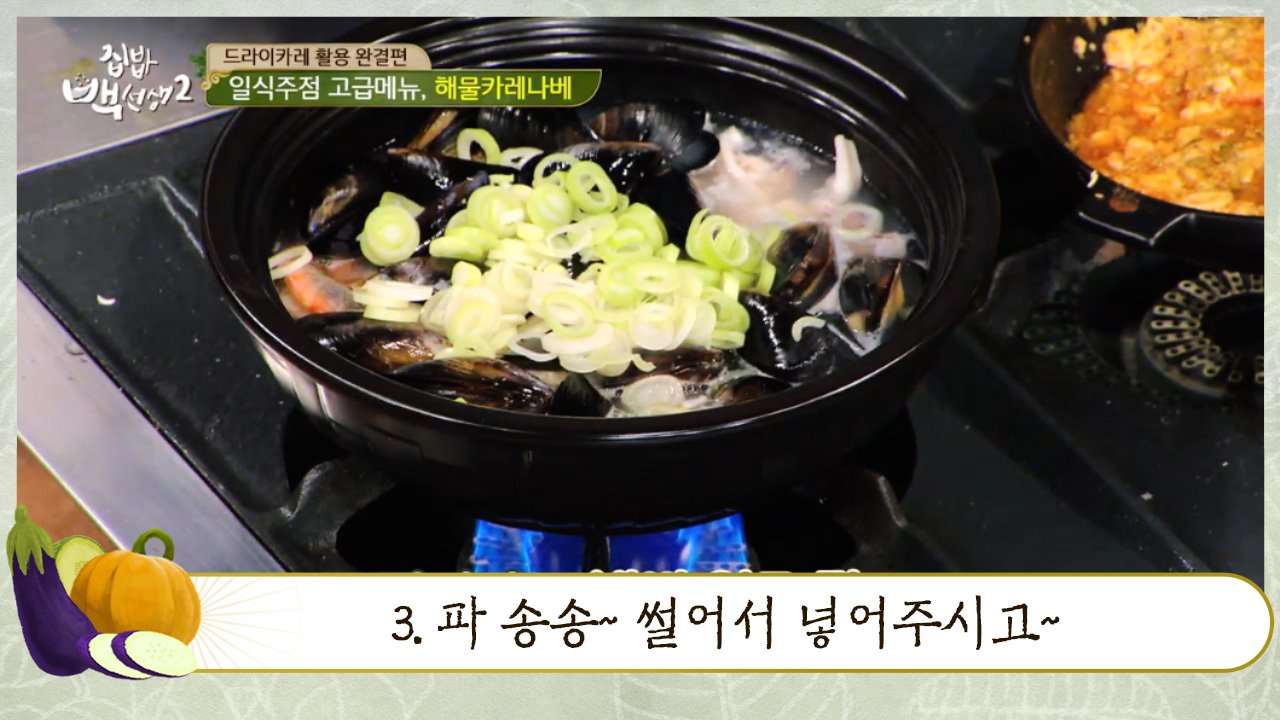 집밥
백선생2
드라이카레 활용 완결편
일식주점 고급메뉴, 해물카레나베
3. 파 송송~ 썰어서 넣어주시고~